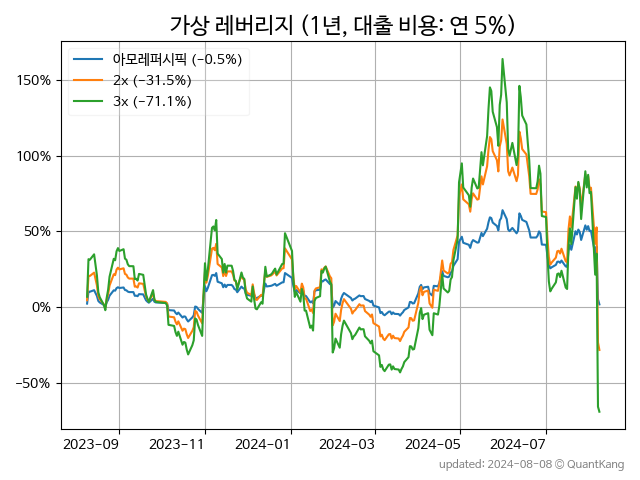 가상 레버리지 (1년, 대출 비용: 연 5%)
아모레퍼시픽 (−0.5%)
2x (−31.5%)
3x (−71.1%)
150%
100%
50%
0%
−50%
2023-09 2023-11 2024-01 2024-03 2024-05 2024-07
updated: 2024-08-08 © QuantKang